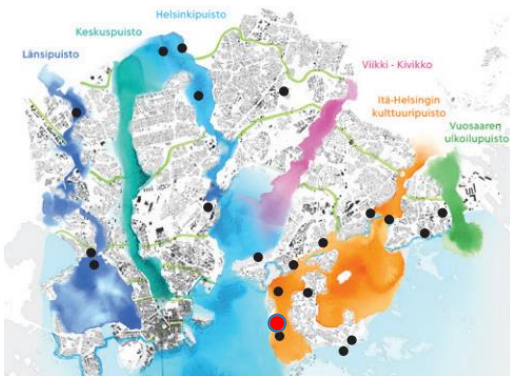 Helsinkipuisto
Keskuspuisto
Länsipuisto
Viikki - Kivikko
Itä-Helsingin
kulttuuripuisto
Vuosaaren
ulkoilupuisto